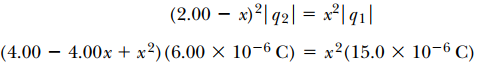 (2.00 − x)²|q₂| = x²|q₁|
(4.00 − 4.00x + x²)(6.00 × 10⁻⁶ C) = x²(15.0 × 10⁻⁶ C)